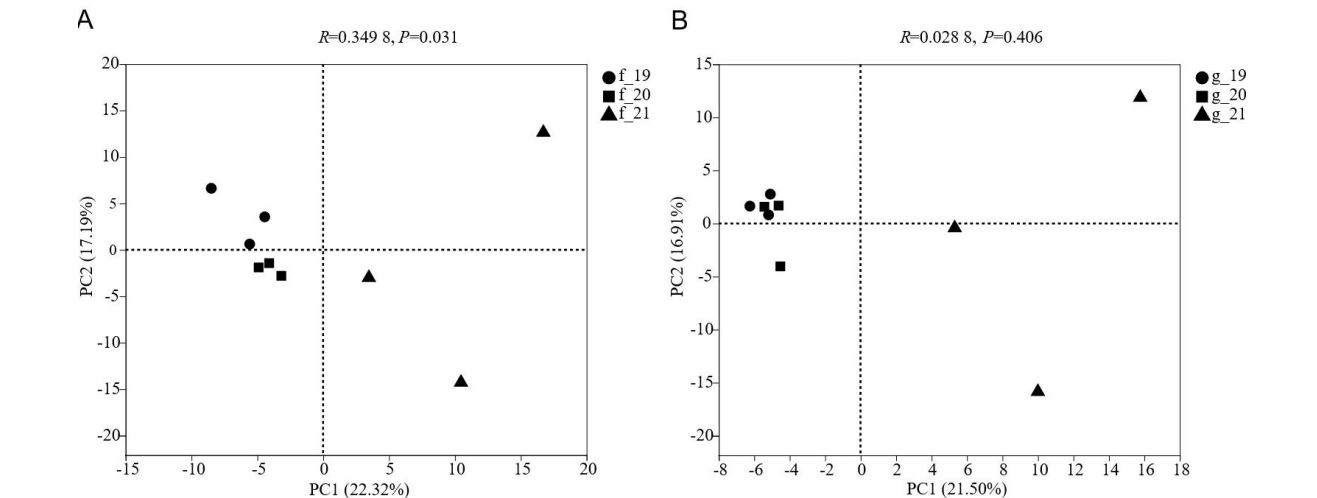 A
R=0.349 8, P=0.031
20
15
10
5
0
-5
-10
-15
-20
PC2 (17.19%)
-15 -10 -5 0 5 10 15 20
PC1 (22.32%)
f_19
f_20
f_21
B
R=0.028 8, P=0.406
15
10
5
0
-5
-10
-15
-20
PC2 (16.91%)
-8 -6 -4 -2 0 2 4 6 8 10 12 14 16 18
PC1 (21.50%)
g_19
g_20
g_21